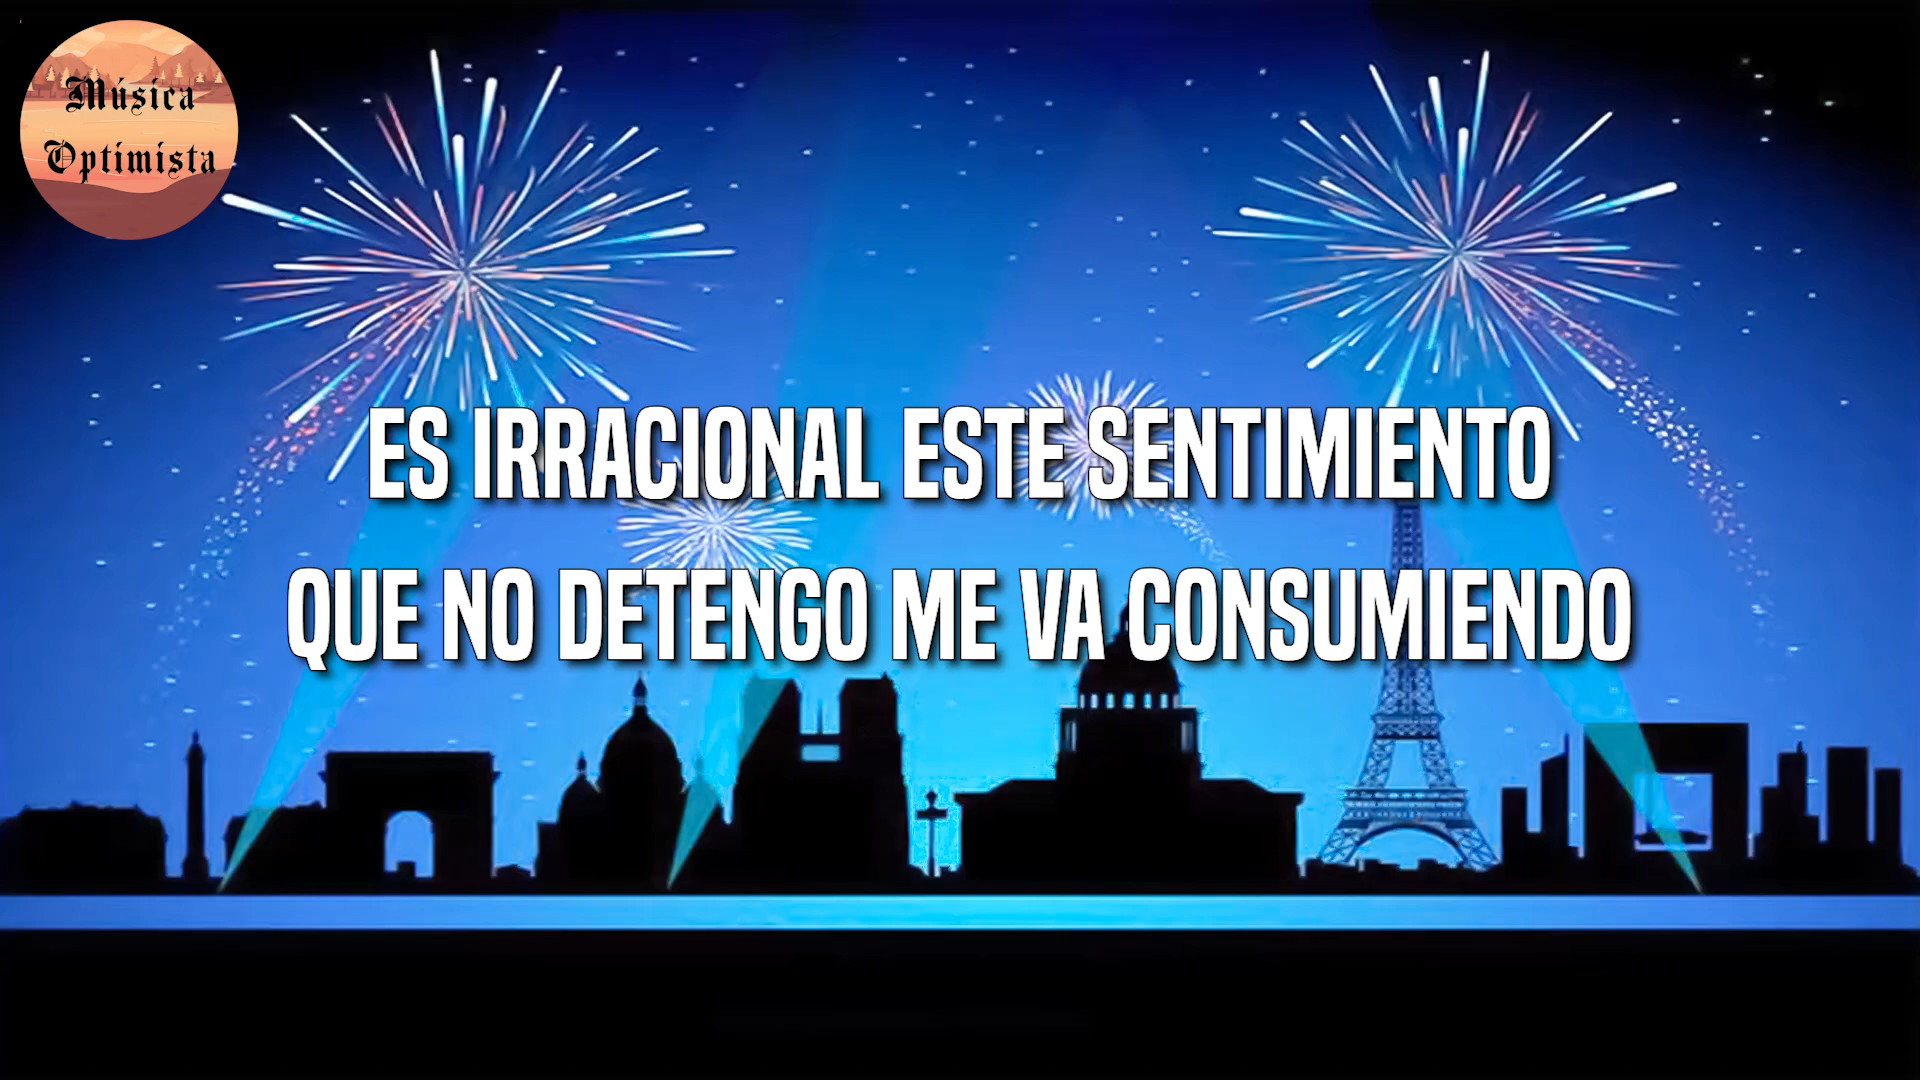 Música
Optimista
ES IRRACIONAL ESTE SENTIMIENTO
QUE NO DETENGO ME VA CONSUMIENDO